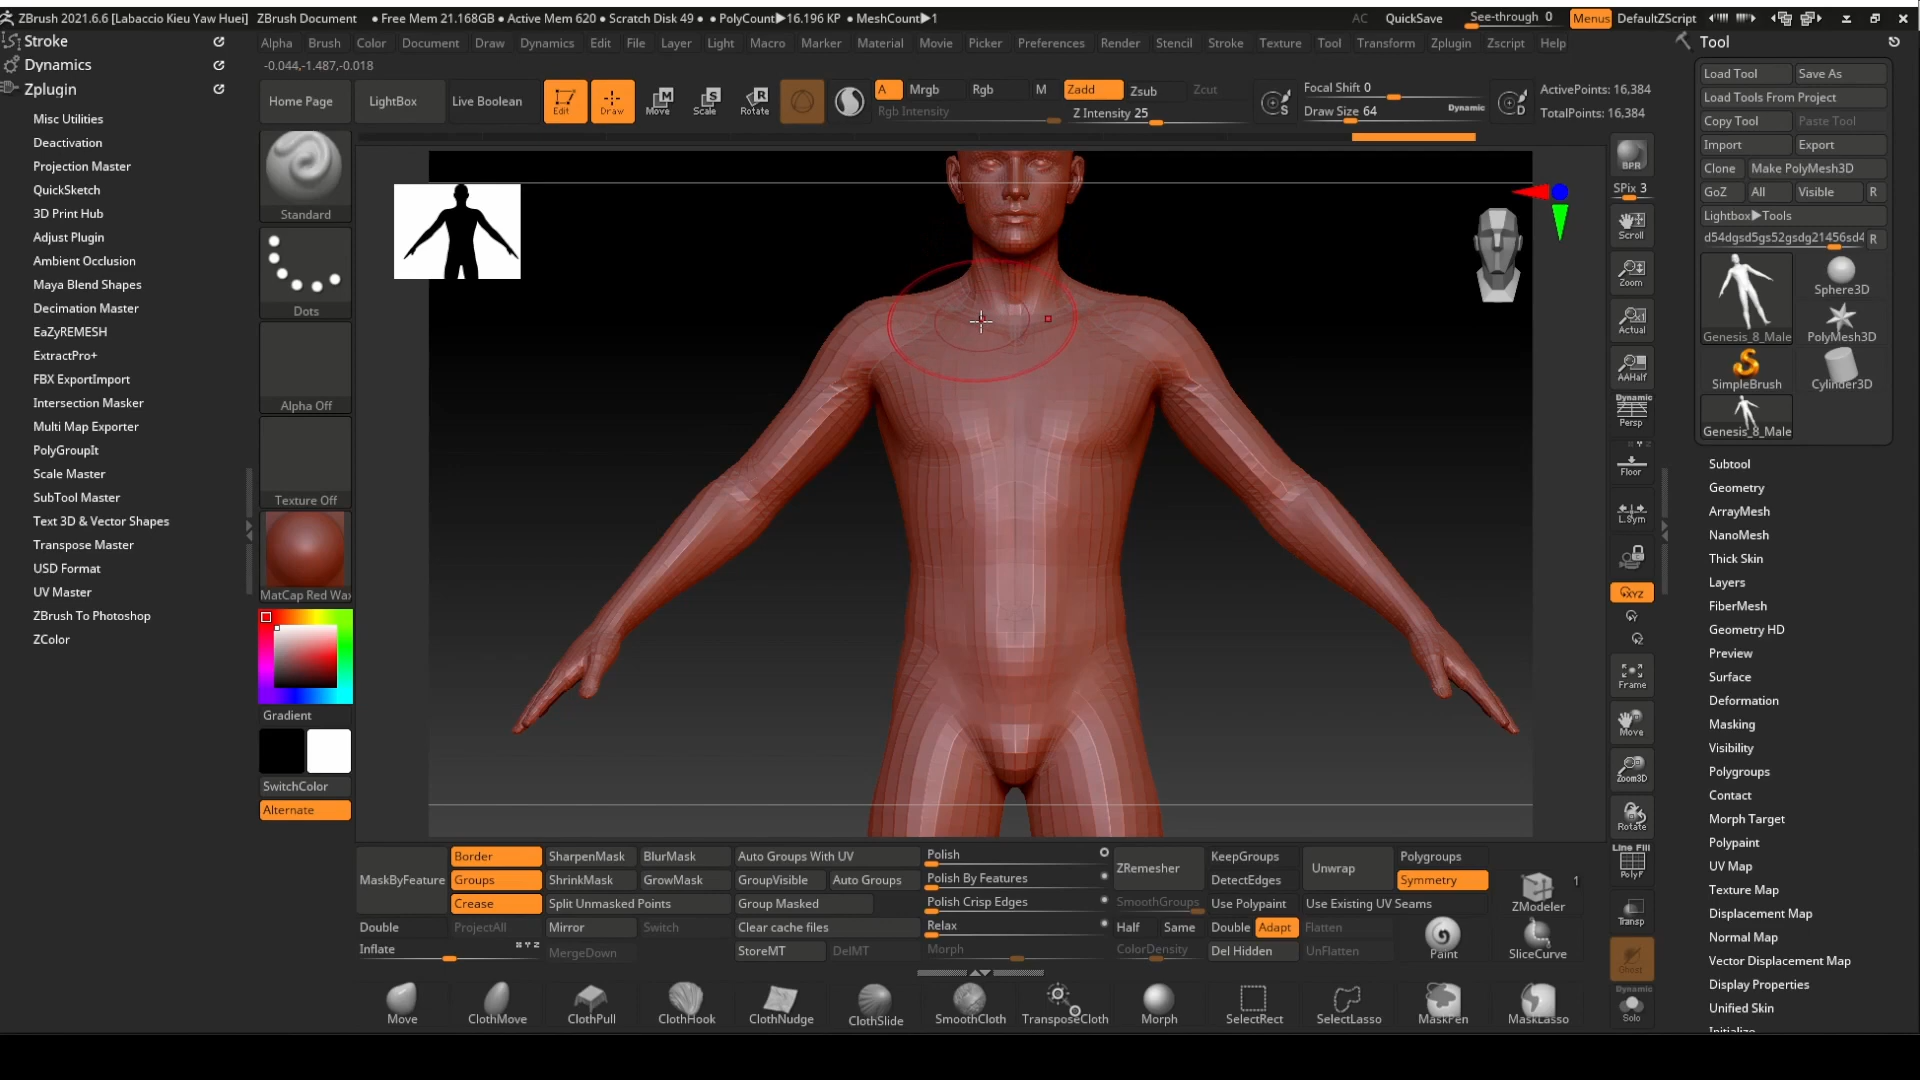 ZBrush 2021.6.6 [Labaccio Kieu Yaw Huei] ZBrush Document • Free Mem 21.168GB • Active Mem 620 • Scratch Disk 49 • • PolyCount▶16.196 KP • MeshCount▶1 AC QuickSave See-through 0 Menus DefaultZScript
Alpha Brush Color Document Draw Dynamics Edit File Layer Light Macro Marker Material Movie Picker Preferences Render Stencil Stroke Texture Tool Transform Zplugin Zscript Help
-0.044,-1.487,-0.018
Stroke
Dynamics
Zplugin
Misc Utilities
Deactivation
Projection Master
QuickSketch
3D Print Hub
Adjust Plugin
Ambient Occlusion
Maya Blend Shapes
Decimation Master
EaZyREMESH
ExtractPro+
FBX ExportImport
Intersection Masker
Multi Map Exporter
PolyGroupIt
Scale Master
SubTool Master
Text 3D & Vector Shapes
Transpose Master
USD Format
UV Master
ZBrush To Photoshop
ZColor
Home Page LightBox Live Boolean Edit Draw Move Scale Rotate
A Mrgb Rgb M Zadd Zsub Zcut
Rgb Intensity Z Intensity 25
Focal Shift 0
Draw Size 64 Dynamic
S D
ActivePoints: 16,384
TotalPoints: 16,384
Standard
Dots
Alpha Off
Texture Off
MatCap Red Wax
Gradient
SwitchColor
Alternate
BPR
SPix 3
Scroll
Zoom
Actual
AAHalf
Dynamic
Persp
Floor
L.Sym
XYZ
Frame
Move
Zoom3D
Rotate
Line Fill
PolyF
Transp
Ghost
Dynamic
Solo
Tool
Load Tool Save As
Load Tools From Project
Copy Tool Paste Tool
Import Export
Clone Make PolyMesh3D
GoZ All Visible R
Lightbox▶Tools
d54dgsd5gs52gsdg21456sd4 R
Genesis_8_Male Sphere3D
PolyMesh3D
SimpleBrush Cylinder3D
Genesis_8_Male
Subtool
Geometry
ArrayMesh
NanoMesh
Thick Skin
Layers
FiberMesh
Geometry HD
Preview
Surface
Deformation
Masking
Visibility
Polygroups
Contact
Morph Target
Polypaint
UV Map
Texture Map
Displacement Map
Normal Map
Vector Displacement Map
Display Properties
Unified Skin
Initialize
MaskByFeature Border SharpenMask BlurMask Auto Groups With UV Polish ZRemesher KeepGroups Unwrap Polygroups
Groups ShrinkMask GrowMask GroupVisible Auto Groups Polish By Features DetectEdges Symmetry 1
Crease Split Unmasked Points Group Masked Polish Crisp Edges SmoothGroups Use Polypaint Use Existing UV Seams ZModeler
Double ProjectAll Mirror Switch Clear cache files Relax Half Same Double Adapt Flatten
Inflate x Y Z MergeDown StoreMT DelMT Morph ColorDensity Del Hidden UnFlatten Paint SliceCurve
Move ClothMove ClothPull ClothHook ClothNudge ClothSlide SmoothCloth TransposeCloth Morph SelectRect SelectLasso MaskPen MaskLasso